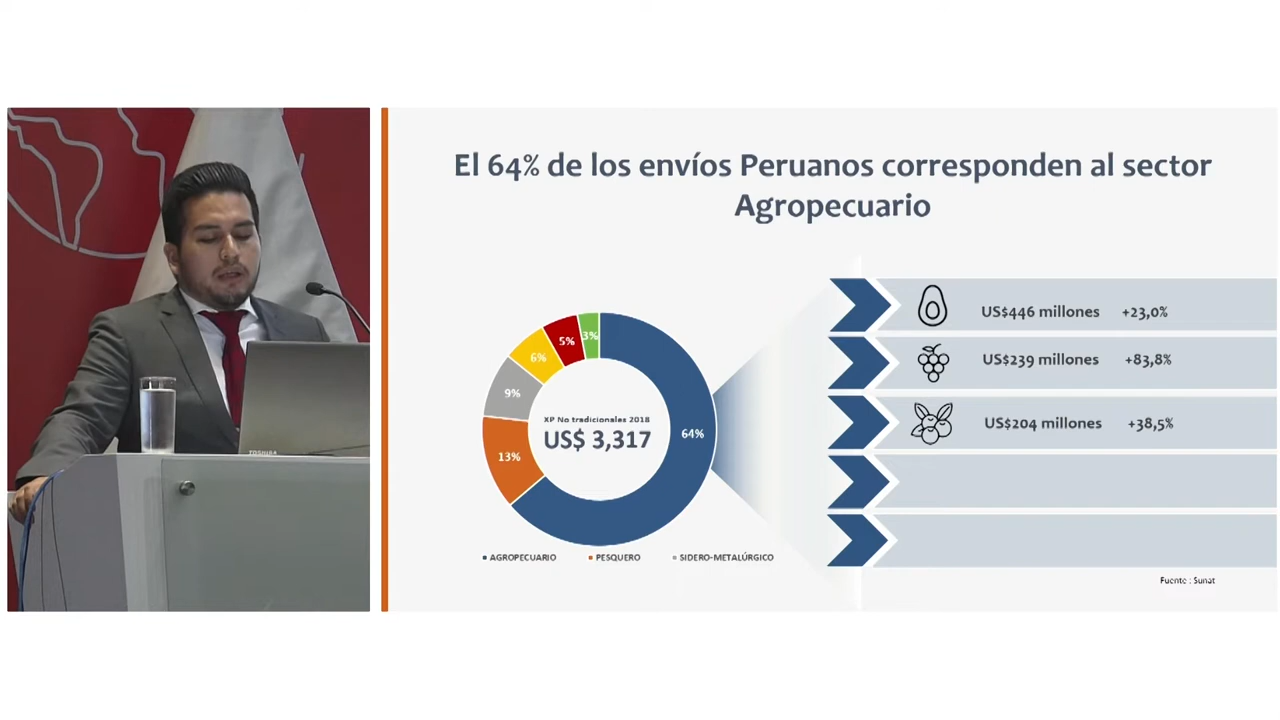 El 64% de los envíos Peruanos corresponden al sector
Agropecuario
US$446 millones +23,0%
US$239 millones +83,8%
US$204 millones +38,5%
3%
5%
6%
9%
13%
64%
XP No tradicionales 2018
US$ 3,317
AGROPECUARIO PESQUERO SIDERO-METALÚRGICO
Fuente : Sunat
TOSHIBA